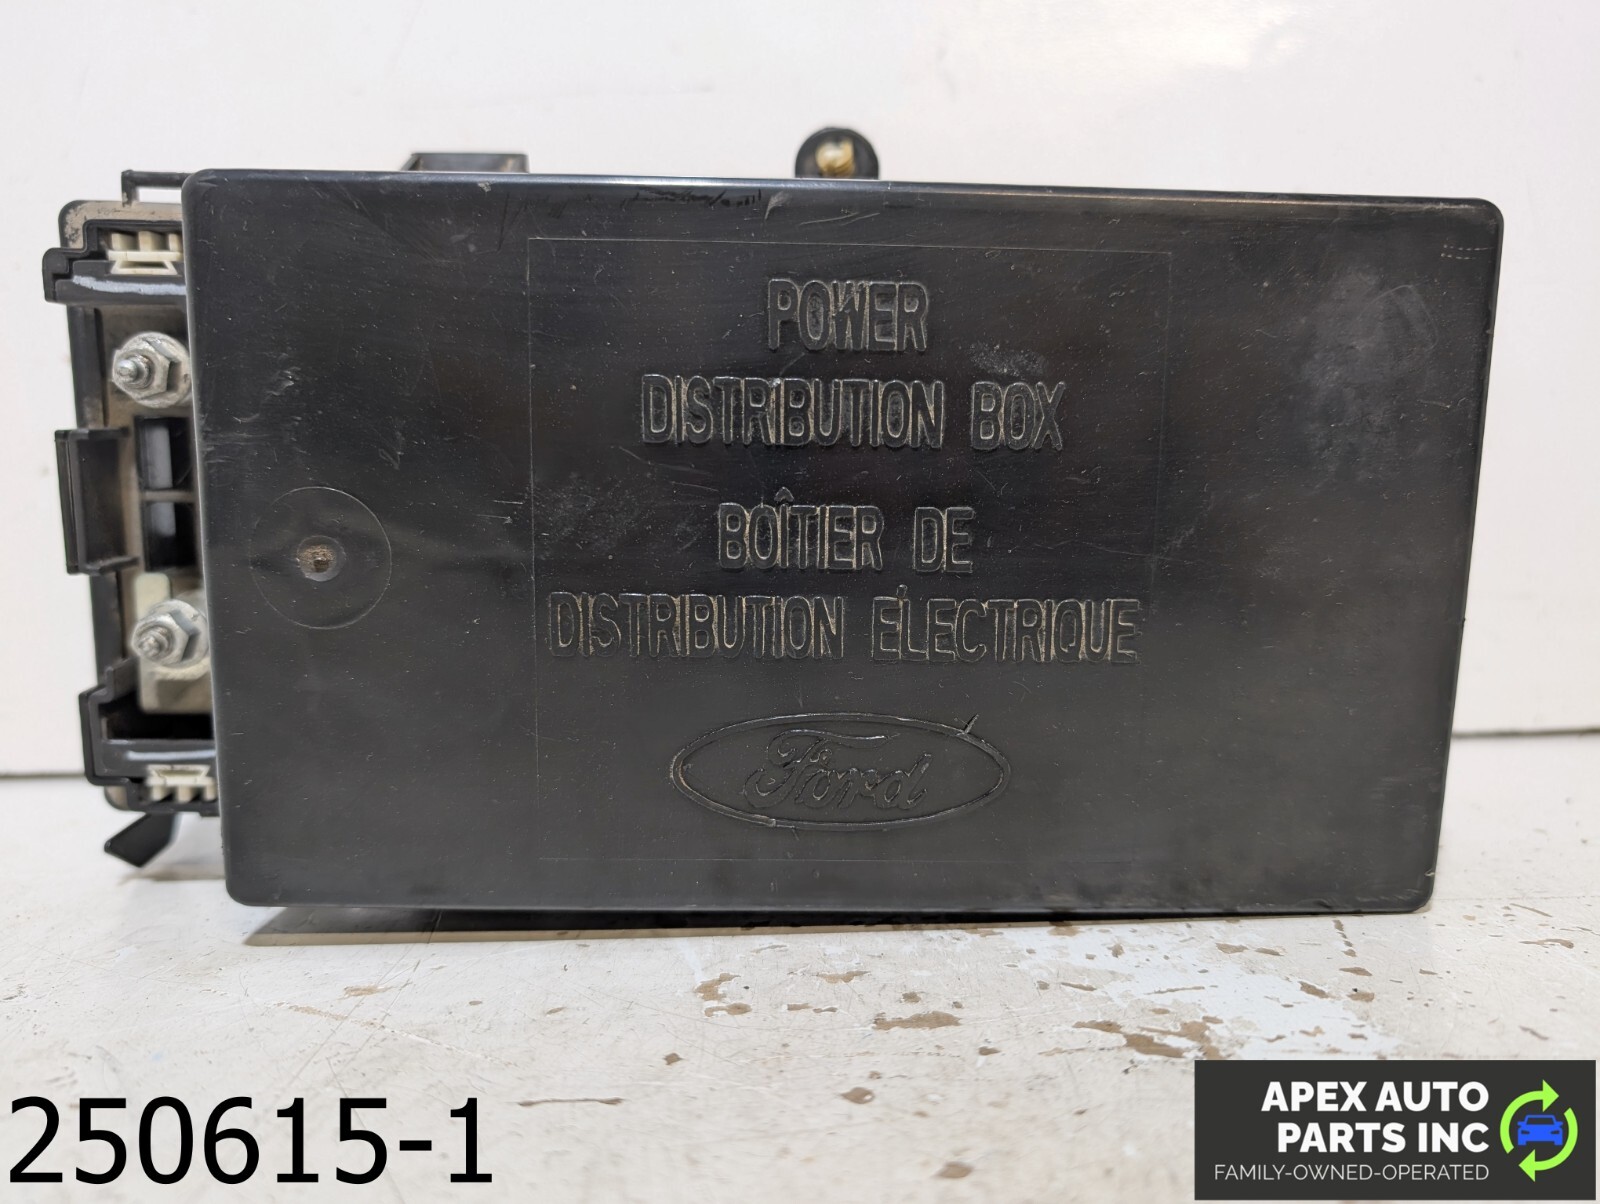 POWER
DISTRIBUTION BOX
BOÎTIER DE
DISTRIBUTION ÉLECTRIQUE
Ford
250615-1
APEX AUTO
PARTS INC
FAMILY-OWNED-OPERATED